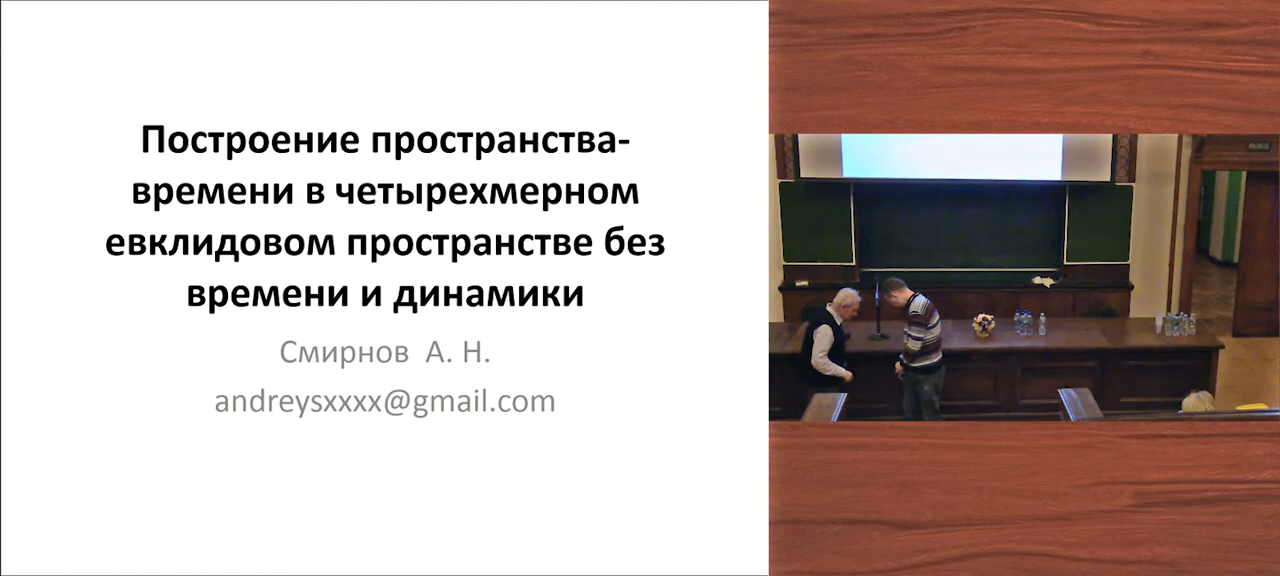 Построение пространства-
времени в четырехмерном
евклидовом пространстве без
времени и динамики
Смирнов А. Н.
andreysxxxx@gmail.com